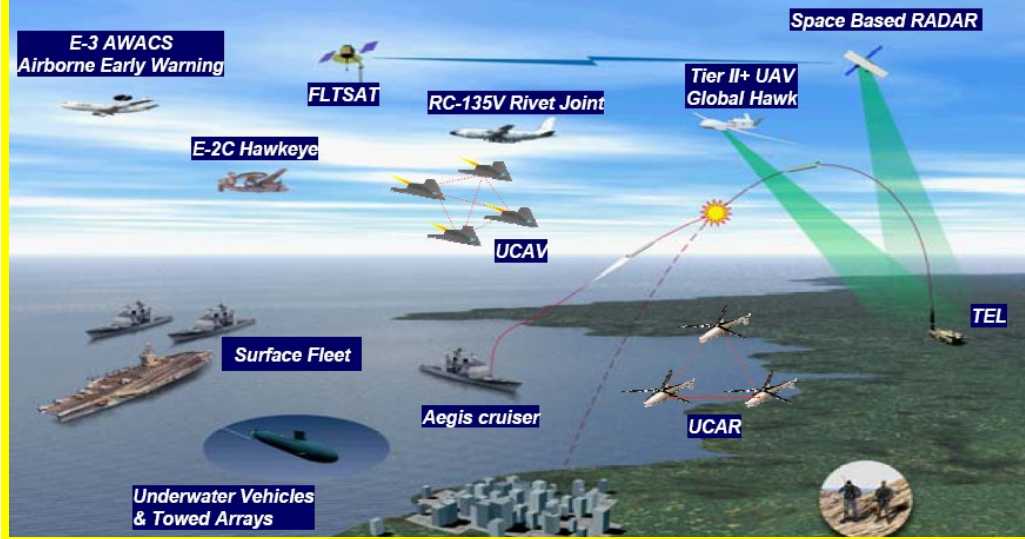 Space Based RADAR
E-3 AWACS
Airborne Early Warning
FLTSAT
Tier II+ UAV
Global Hawk
RC-135V Rivet Joint
E-2C Hawkeye
UCAV
TEL
Surface Fleet
Aegis cruiser
UCAR
Underwater Vehicles
& Towed Arrays